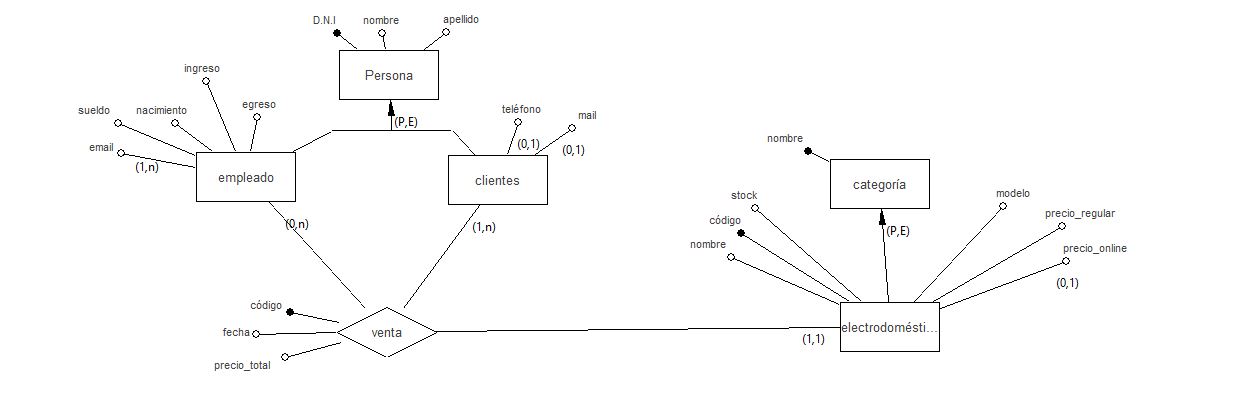 D.N.I
nombre
apellido
Persona
(P,E)
ingreso
sueldo
nacimiento
egreso
email
(1,n)
empleado
teléfono
mail
(0,1)
(0,1)
clientes
(0,n)
(1,n)
código
fecha
precio_total
venta
nombre
categoría
(P,E)
stock
código
nombre
modelo
precio_regular
precio_online
(0,1)
electrodomésti...
(1,1)